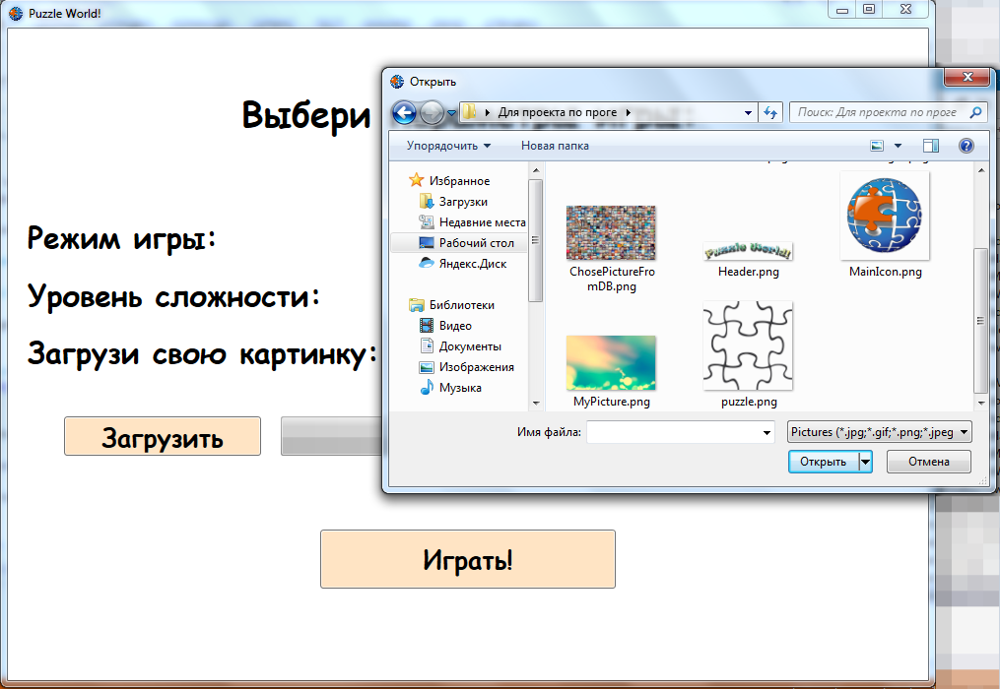 Puzzle World!
Выбери
Режим игры:
Уровень сложности:
Загрузи свою картинку:
Загрузить
Играть!
Открыть
Для проекта по проге
Поиск: Для проекта по проге
Упорядочить
Новая папка
Избранное
Загрузки
Недавние места
Рабочий стол
Яндекс.Диск
Библиотеки
Видео
Документы
Изображения
Музыка
ChosePictureFro
mDB.png
Puzzle World!
Header.png
MainIcon.png
MyPicture.png
puzzle.png
Имя файла:
Pictures (*.jpg;*.gif;*.png;*.jpeg
Открыть
Отмена